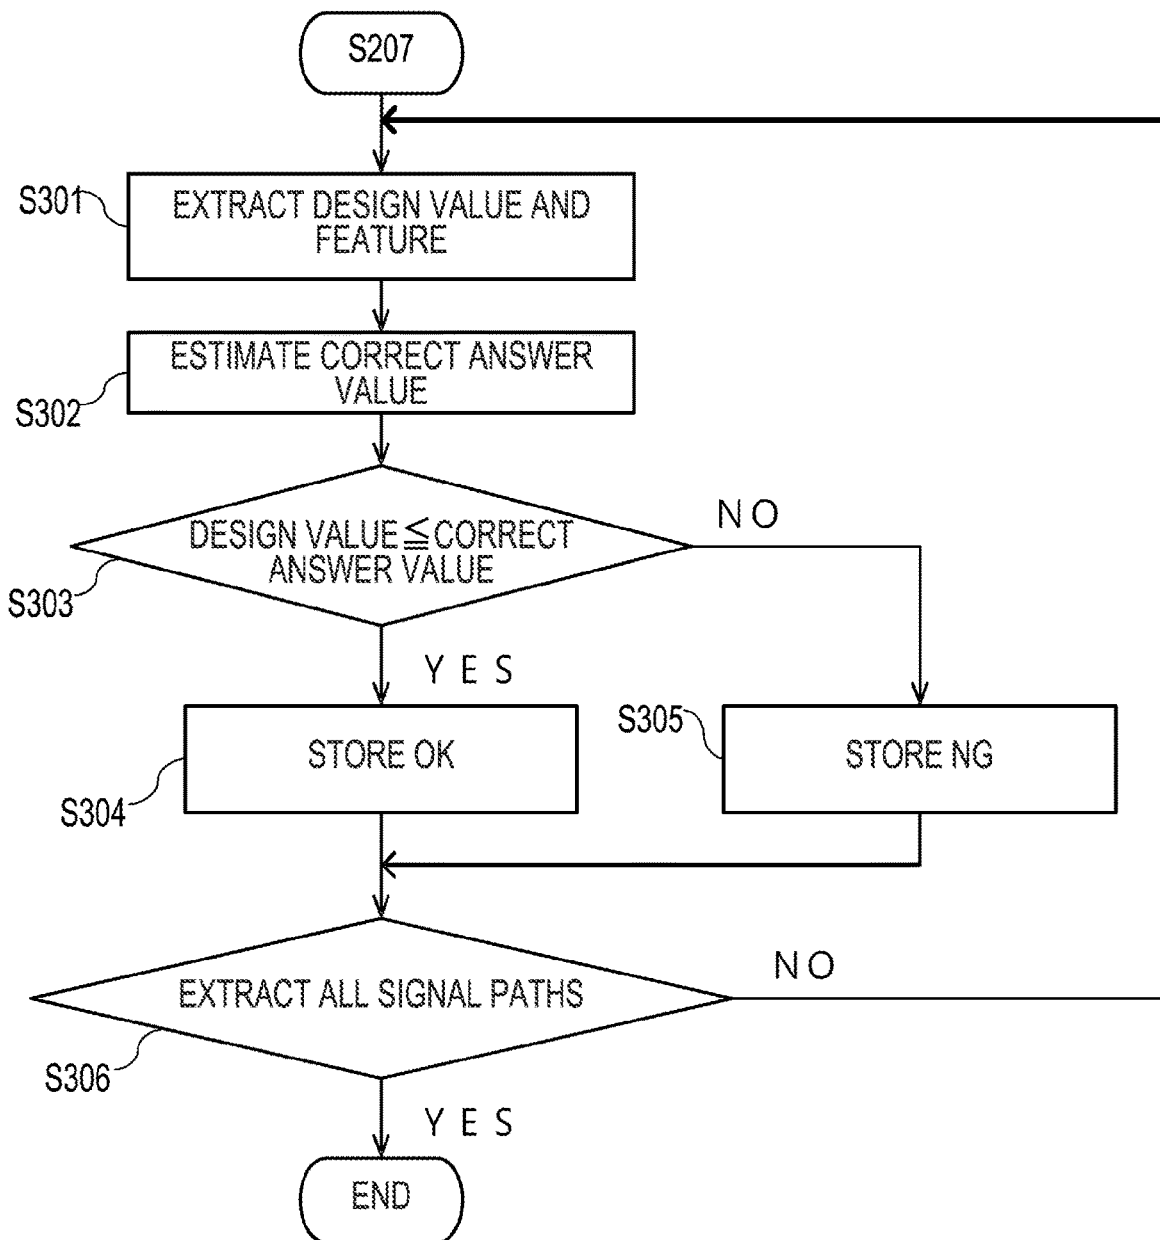 S207
S301
EXTRACT DESIGN VALUE AND
FEATURE
S302
ESTIMATE CORRECT ANSWER
VALUE
S303
DESIGN VALUE≦CORRECT
ANSWER VALUE
NO
YES
S304
STORE OK
S305
STORE NG
S306
EXTRACT ALL SIGNAL PATHS
NO
YES
END